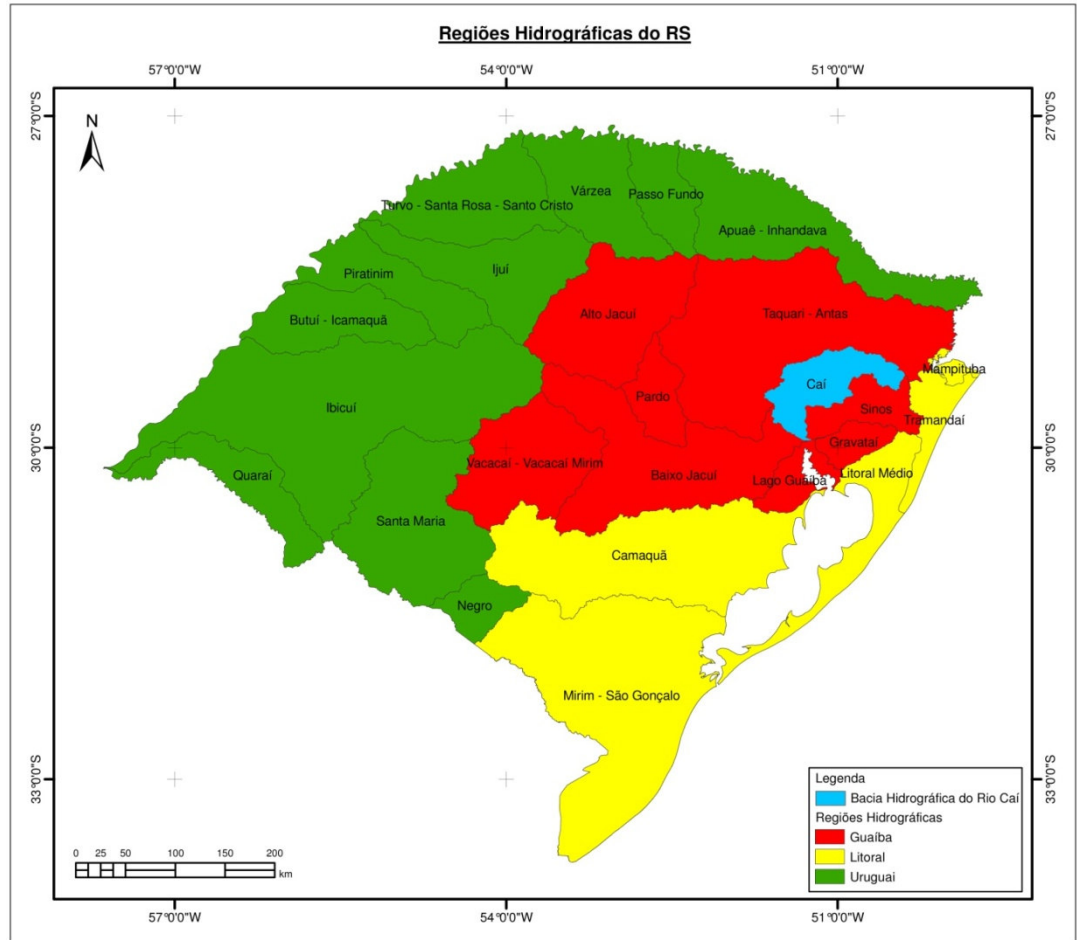 Regiões Hidrográficas do RS
57°0'0"W
54°0'0"W
51°0'0"W
27°0'0"S
27°0'0"S
N
Várzea
Passo Fundo
Turvo - Santa Rosa - Santo Cristo
Apuaê - Inhandava
Ijuí
Piratinim
Butuí - Icamaquã
Alto Jacuí
Taquari - Antas
Mampituba
Caí
Pardo
Ibicuí
Sinos
Tramandaí
30°0'0"S
30°0'0"S
Gravataí
Vacacaí - Vacacaí Mirim
Quaraí
Baixo Jacuí
Lago Guaíba
Litoral Médio
Santa Maria
Camaquã
Negro
Mirim - São Gonçalo
33°0'0"S
33°0'0"S
Legenda
Bacia Hidrográfica do Rio Caí
Regiões Hidrográficas
Guaíba
Litoral
Uruguai
0 25 50 100 150 200
km
57°0'0"W
54°0'0"W
51°0'0"W